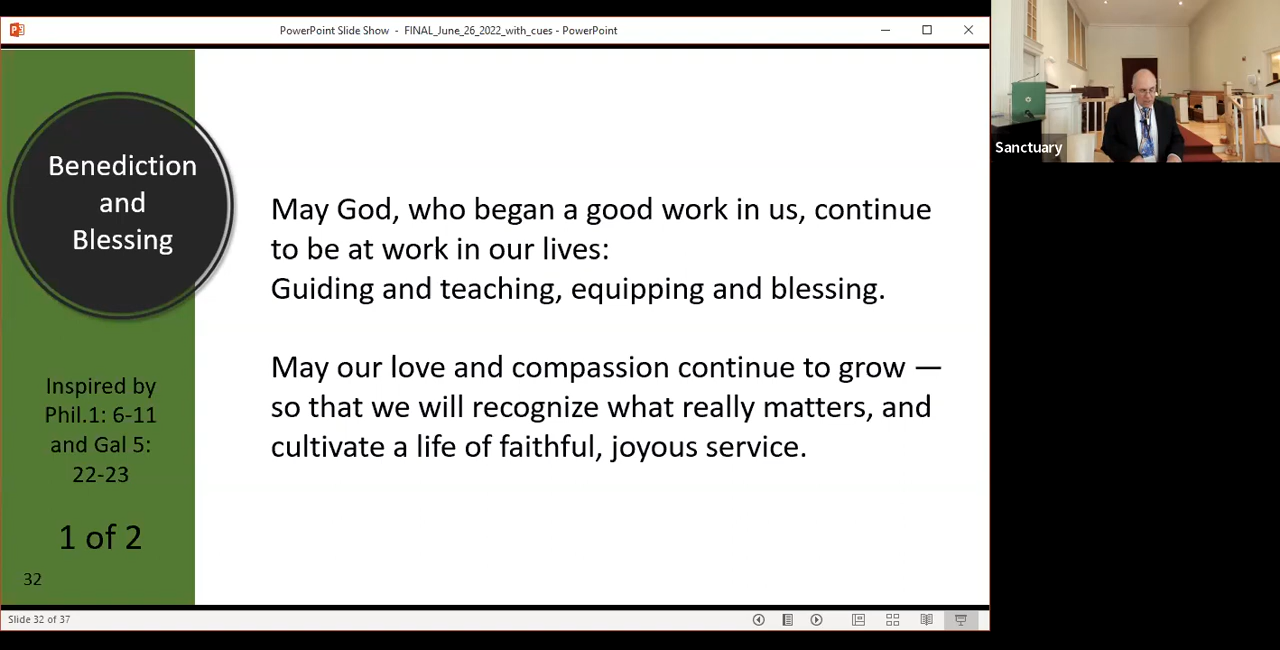 PowerPoint Slide Show - FINAL_June_26_2022_with_cues - PowerPoint
Benediction
and
Blessing
May God, who began a good work in us, continue
to be at work in our lives:
Guiding and teaching, equipping and blessing.
May our love and compassion continue to grow —
so that we will recognize what really matters, and
cultivate a life of faithful, joyous service.
Inspired by
Phil.1: 6-11
and Gal 5:
22-23
1 of 2
32
Slide 32 of 37
Sanctuary